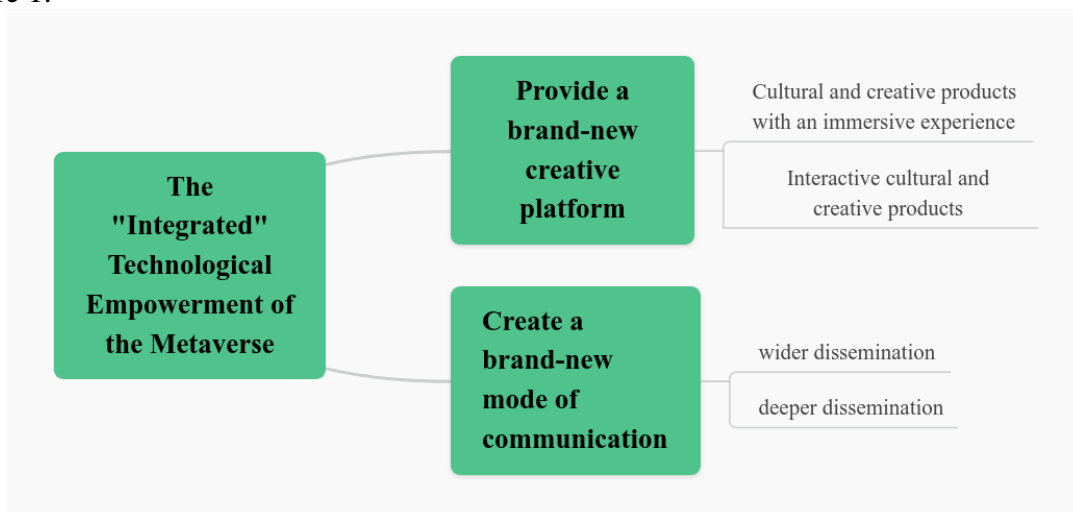 The
"Integrated"
Technological
Empowerment of
the Metaverse
Provide a
brand-new
creative
platform
Cultural and creative products
with an immersive experience
Interactive cultural and
creative products
Create a
brand-new
mode of
communication
wider dissemination
deeper dissemination